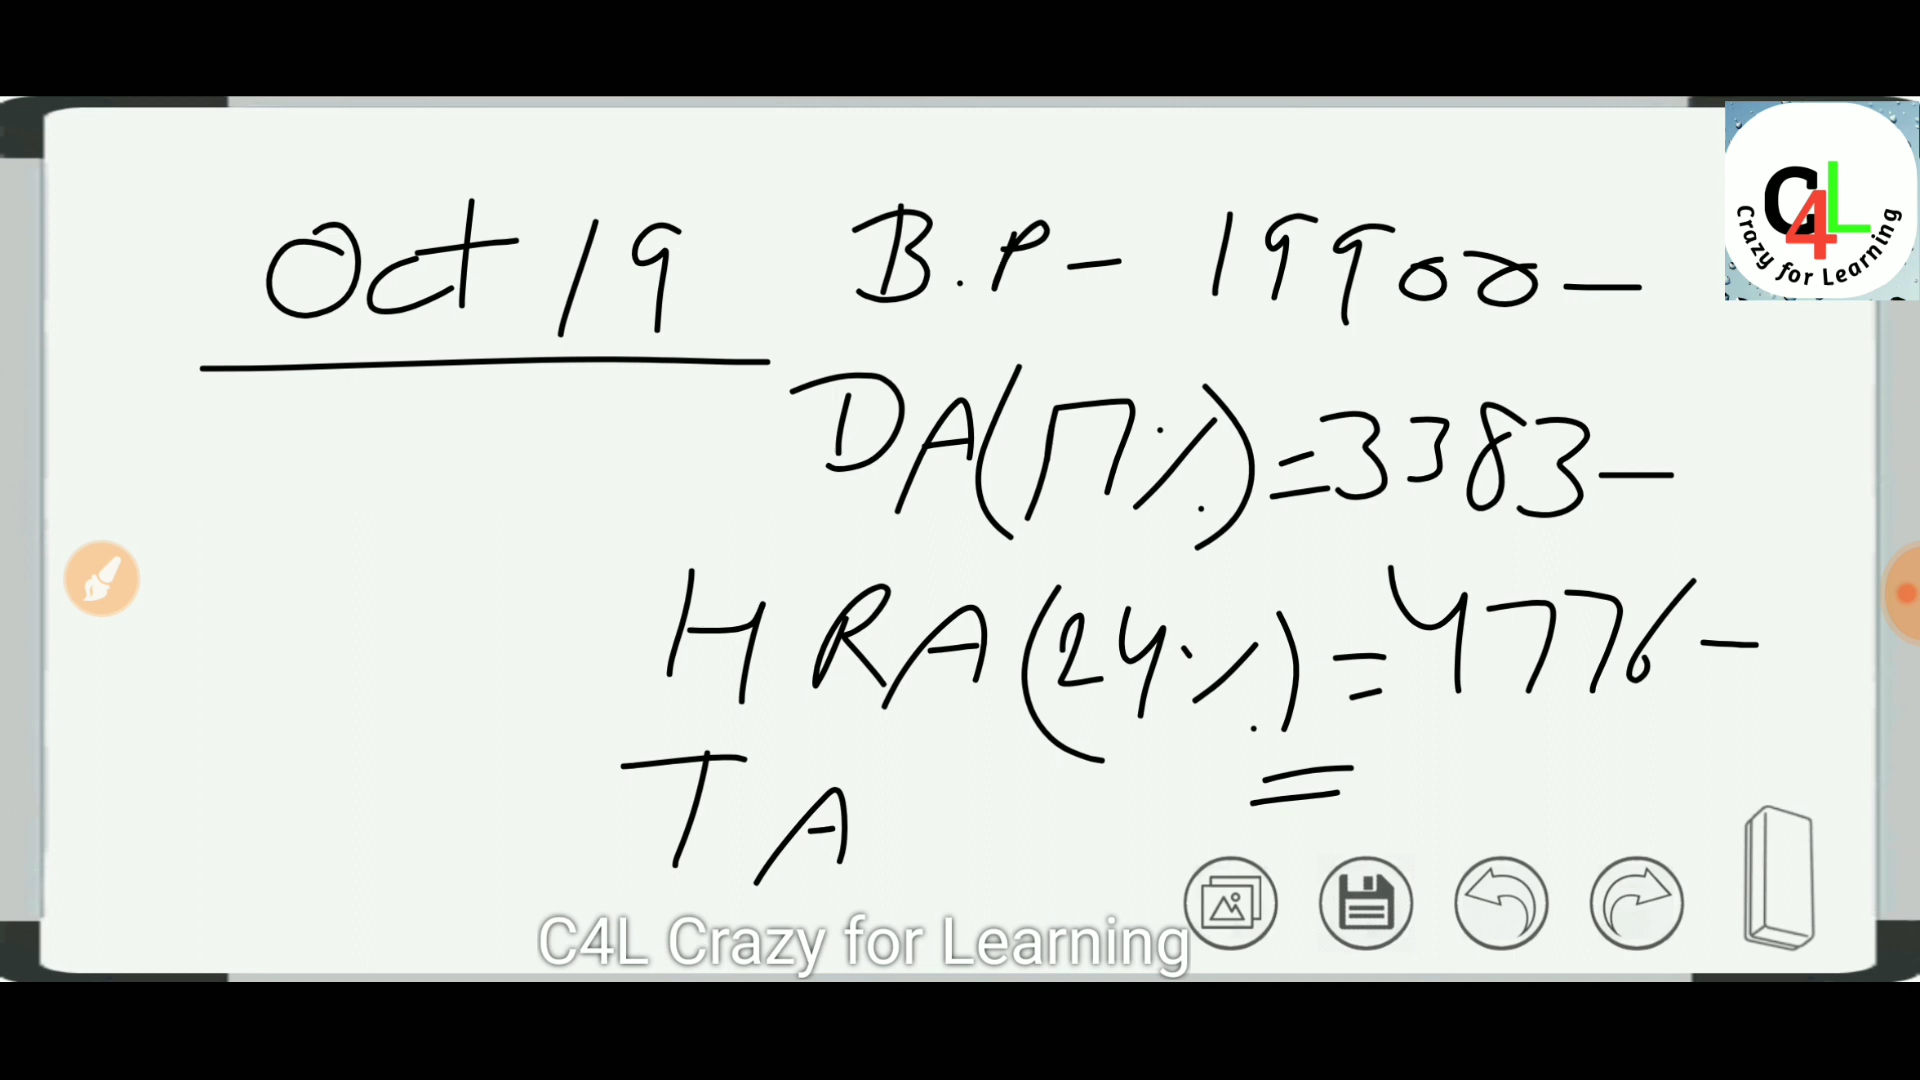 Oct 19 B.P - 19900 -
DA(17%) = 3383 -
HRA(24%) = 4776 -
TA
C4L
Crazy for Learning
C4L Crazy for Learning